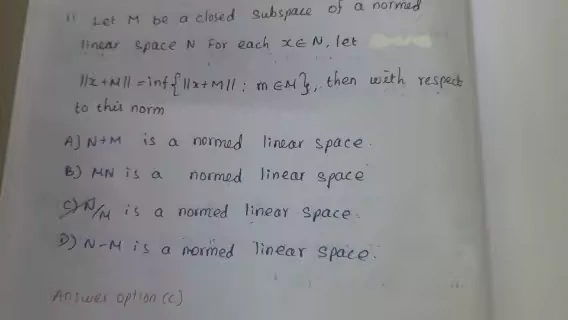 11 Let M be a closed subspace of a normed
linear space N For each x∈N, let
||x+M||=inf{||x+M|| ; m∈M}, then with respect
to this norm
A) N+M is a normed linear space.
B) MN is a normed linear space
C) N/M is a normed linear space.
D) N-M is a normed linear space.
Answer option (c)